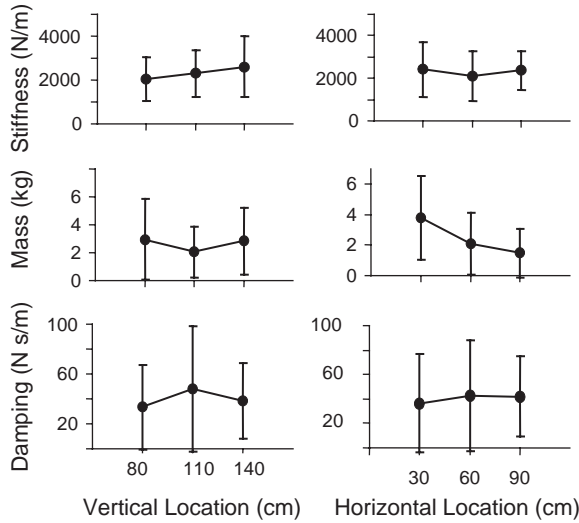 Stiffness (N/m)
4000
2000
0
4000
2000
0
Mass (kg)
6
4
2
0
6
4
2
0
Damping (N s/m)
100
60
20
100
60
20
80 110 140
30 60 90
Vertical Location (cm)
Horizontal Location (cm)